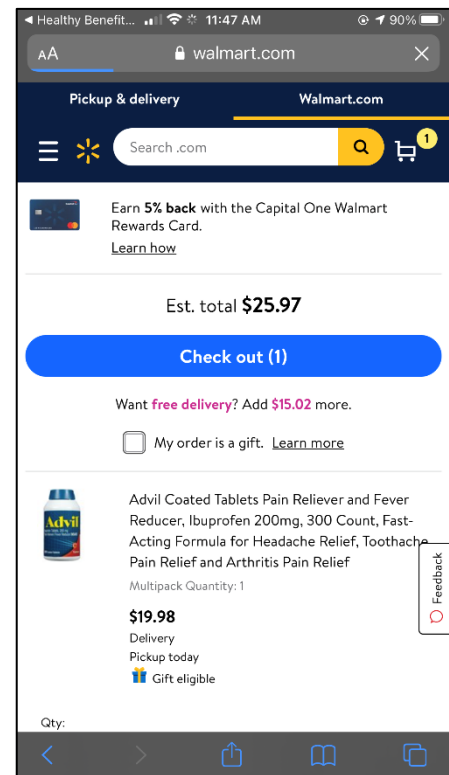 Healthy Benefit... 11:47 AM 90%
AA walmart.com
Pickup & delivery Walmart.com
Search .com 1
Earn 5% back with the Capital One Walmart
Rewards Card.
Learn how
Est. total $25.97
Check out (1)
Want free delivery? Add $15.02 more.
My order is a gift. Learn more
Advil
Advil Coated Tablets Pain Reliever and Fever
Reducer, Ibuprofen 200mg, 300 Count, Fast-
Acting Formula for Headache Relief, Toothache
Pain Relief and Arthritis Pain Relief
Multipack Quantity: 1
$19.98
Delivery
Pickup today
Gift eligible
Feedback
Qty: